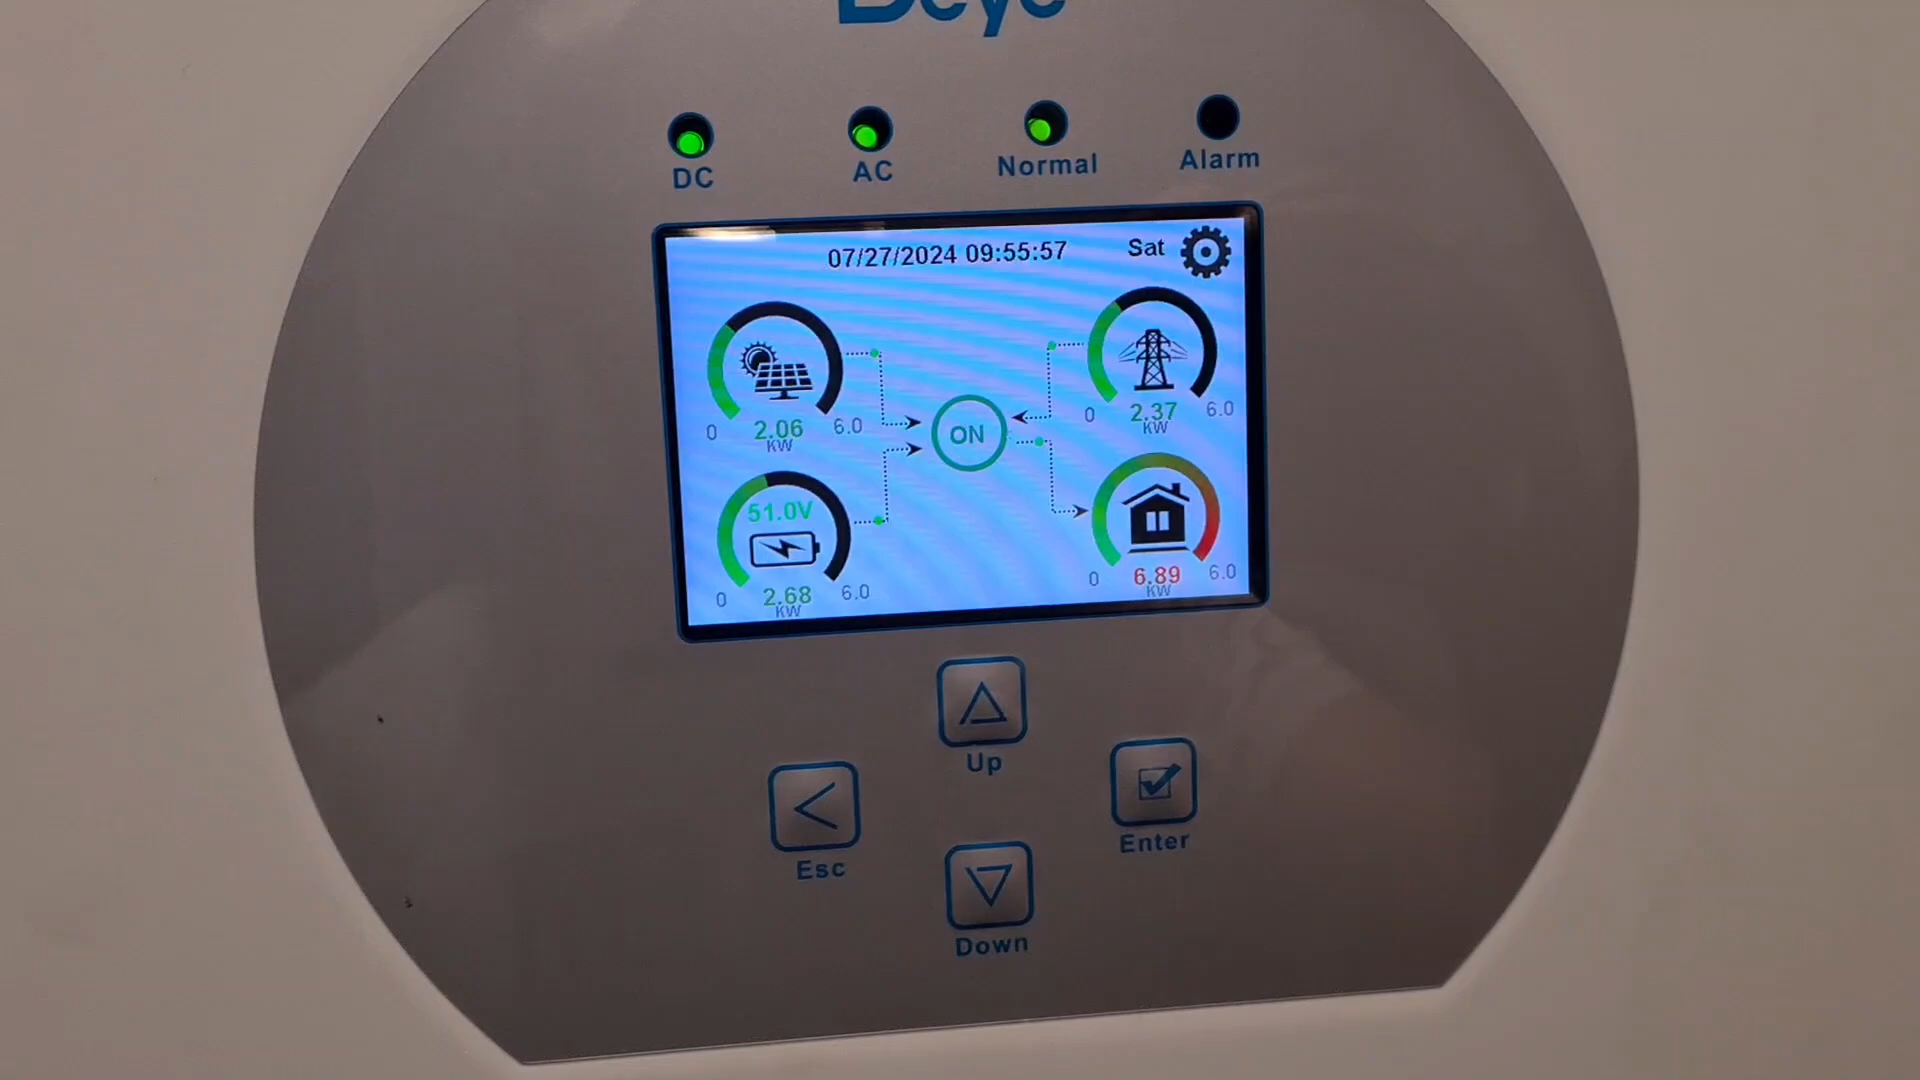 Deye
DC AC Normal Alarm
07/27/2024 09:55:57 Sat
0 2.06 6.0
KW
0 2.37 6.0
KW
ON
51.0V
0 2.68 6.0
KW
0 6.89 6.0
KW
Up
Esc
Enter
Down